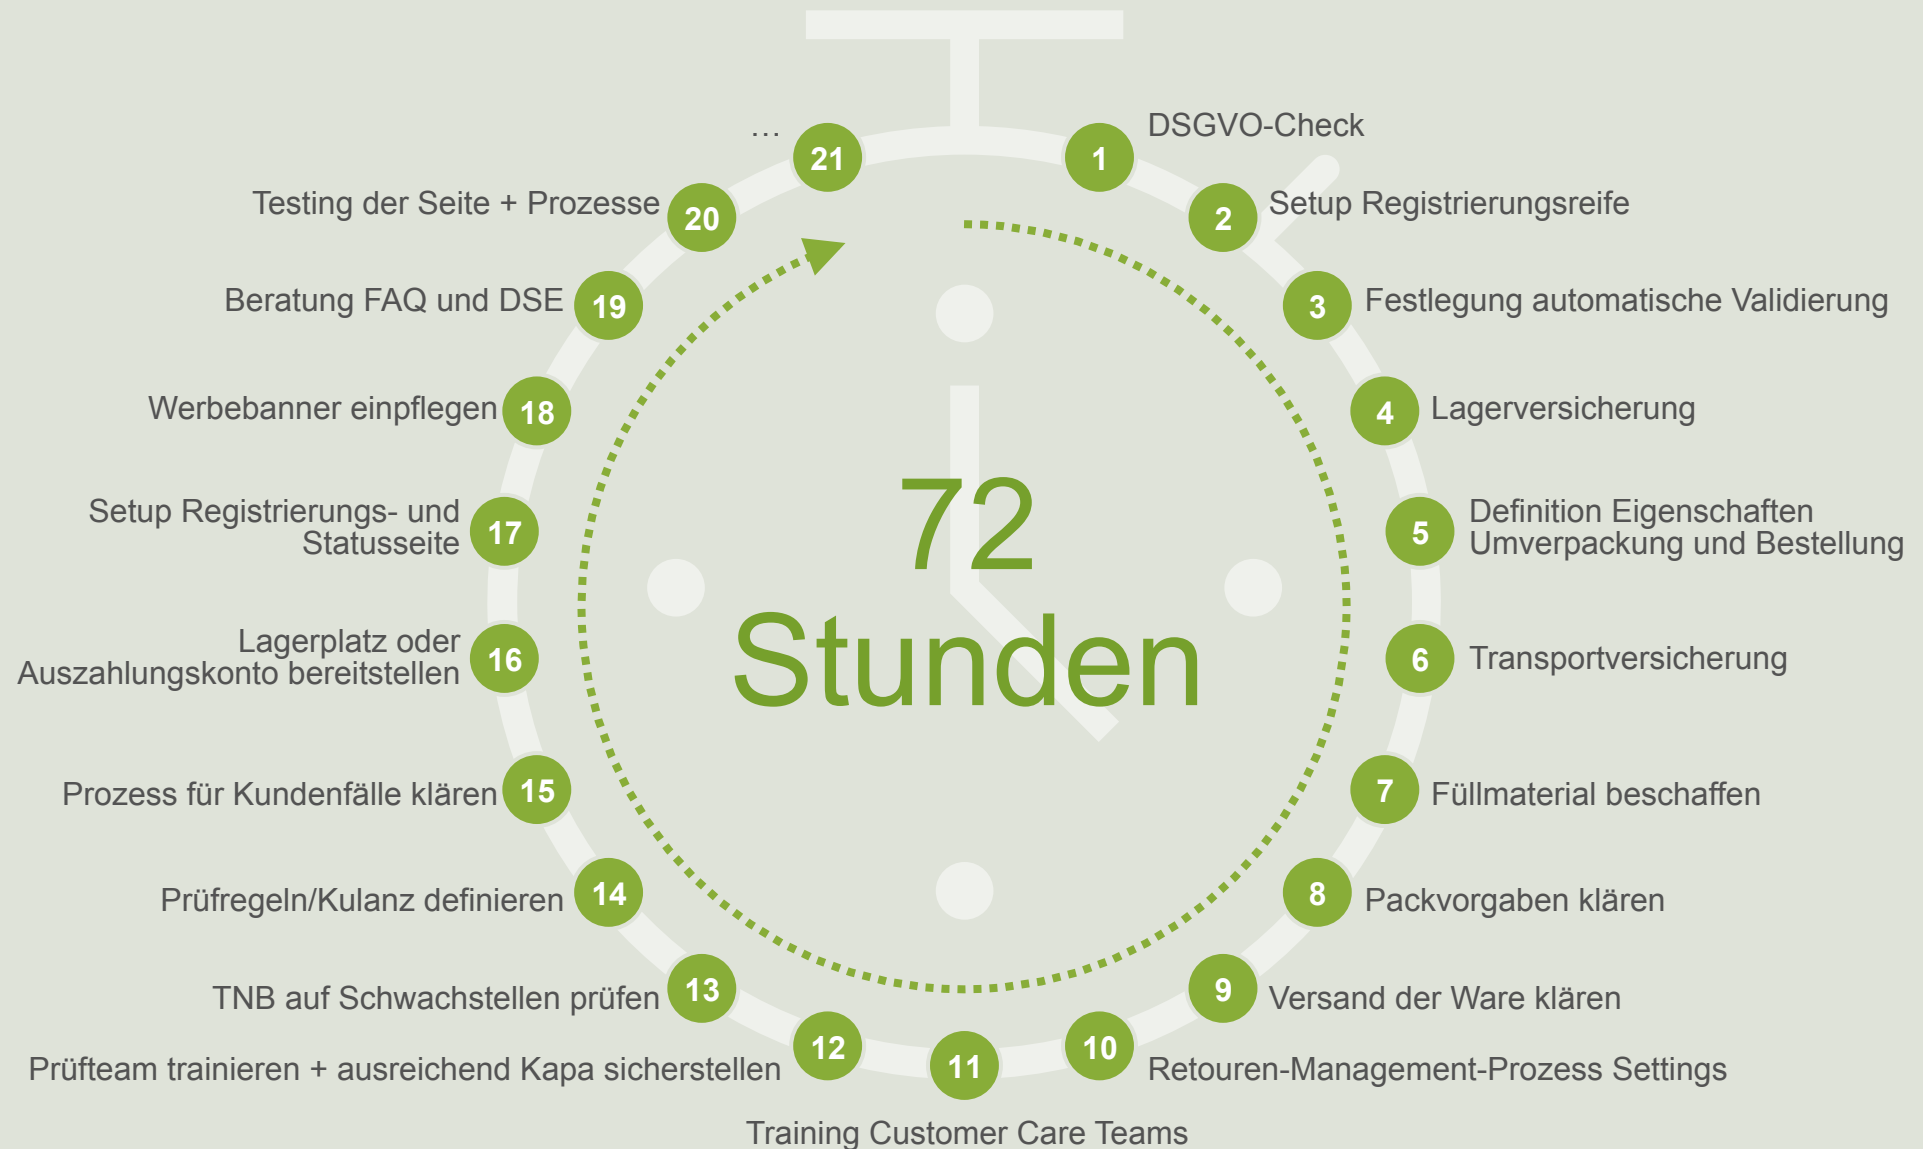 72
Stunden
1
DSGVO-Check
2
Setup Registrierungsreife
3
Festlegung automatische Validierung
4
Lagerversicherung
5
Definition Eigenschaften
Umverpackung und Bestellung
6
Transportversicherung
7
Füllmaterial beschaffen
8
Packvorgaben klären
9
Versand der Ware klären
10
Retouren-Management-Prozess Settings
11
Training Customer Care Teams
12
Prüfteam trainieren + ausreichend Kapa sicherstellen
13
TNB auf Schwachstellen prüfen
14
Prüfregeln/Kulanz definieren
15
Prozess für Kundenfälle klären
16
Lagerplatz oder
Auszahlungskonto bereitstellen
17
Setup Registrierungs- und
Statusseite
18
Werbebanner einpflegen
19
Beratung FAQ und DSE
20
Testing der Seite + Prozesse
21
…